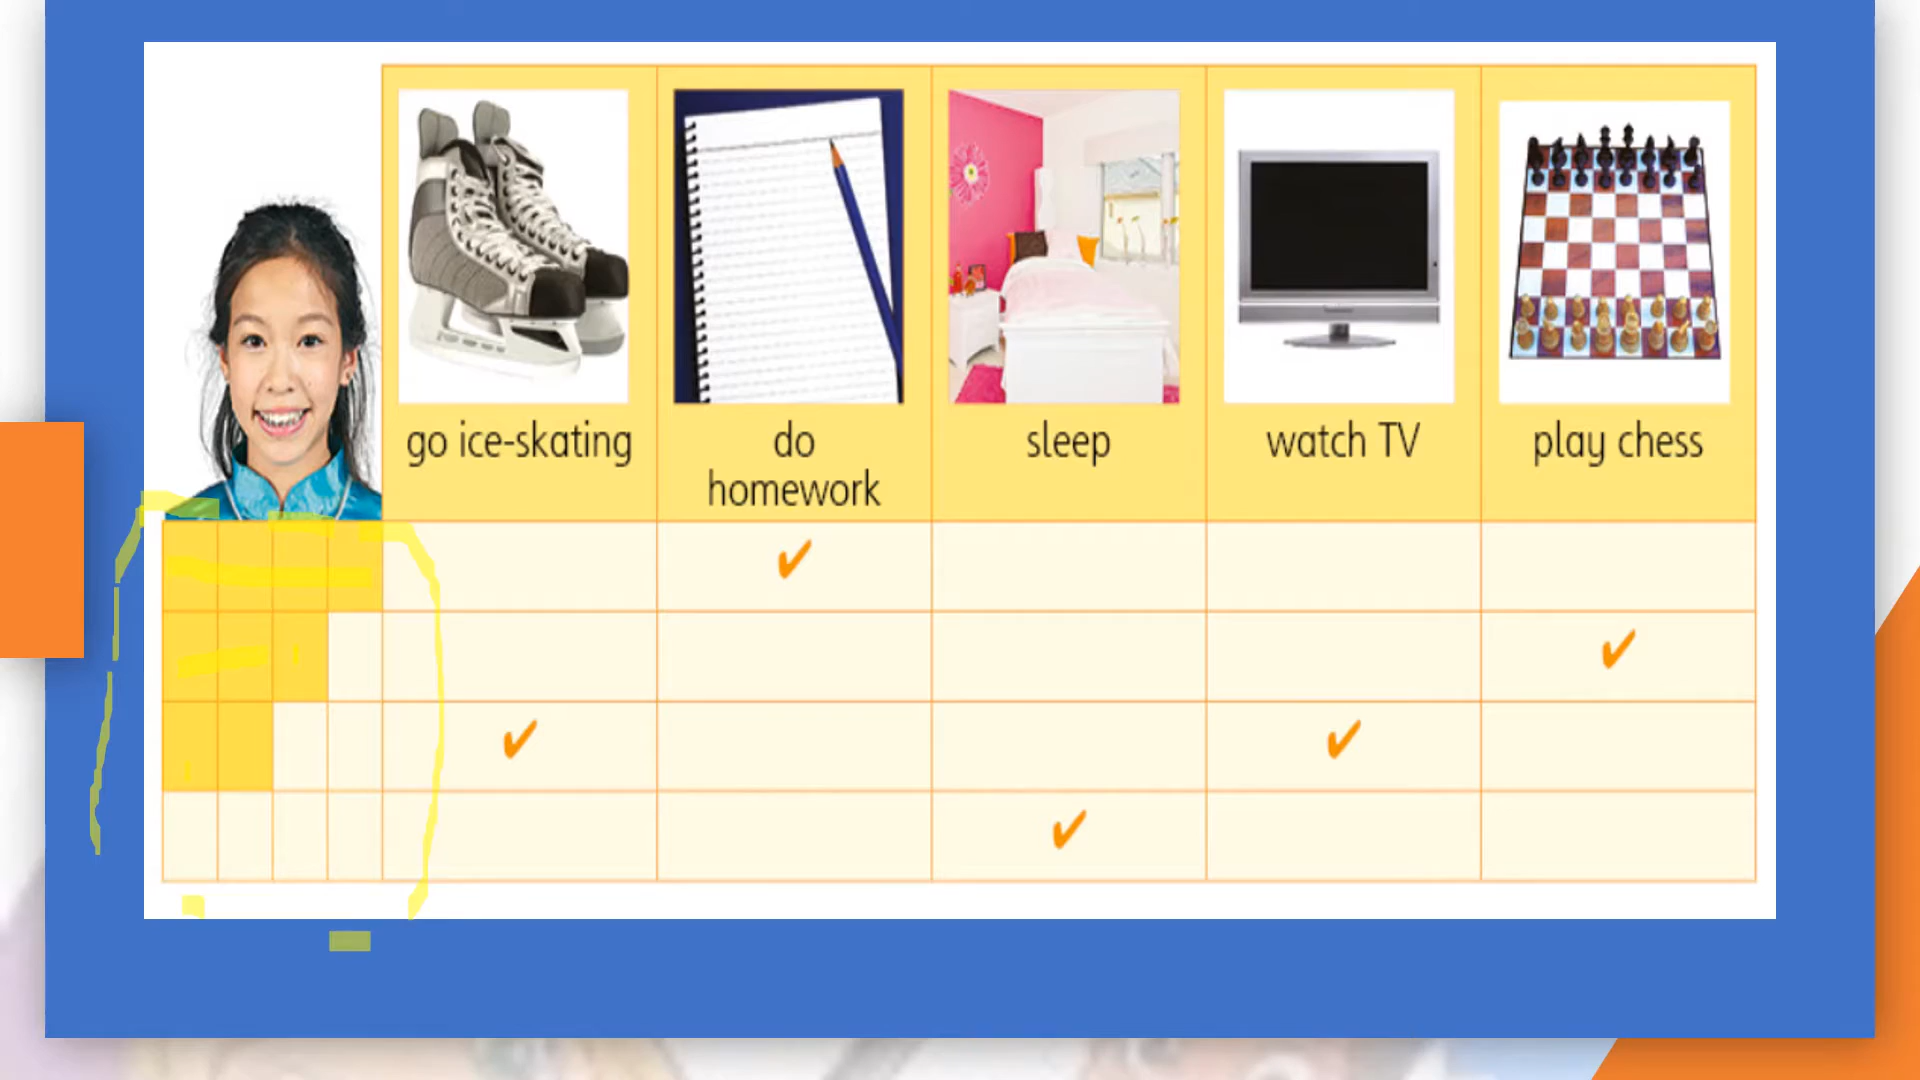 go ice-skating
do
homework
sleep
watch TV
play chess